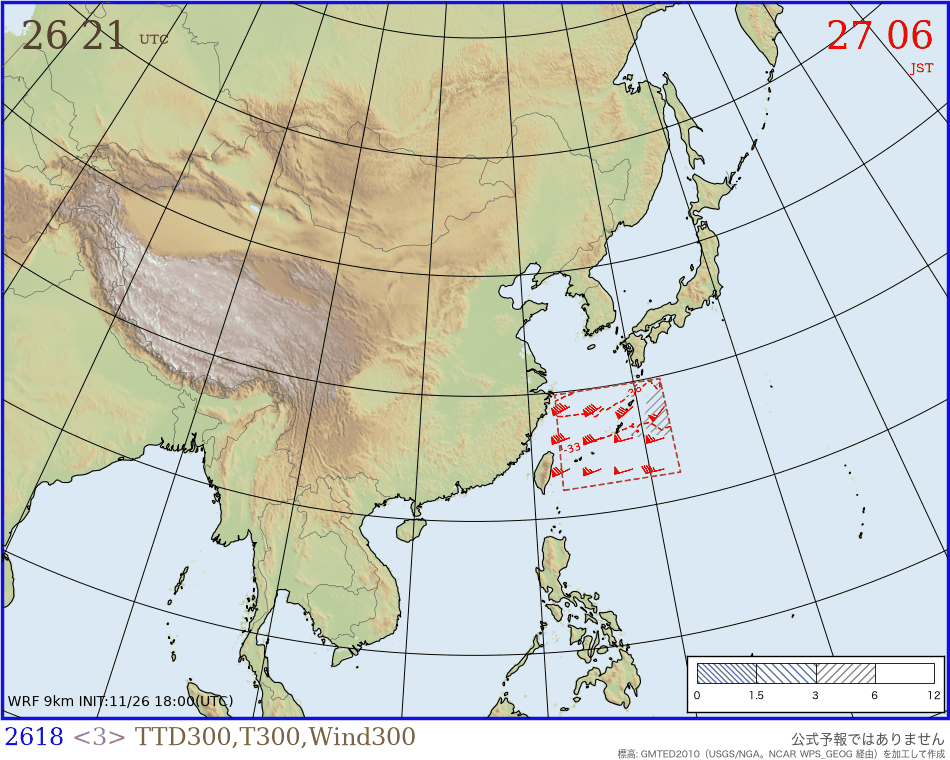 26 21 UTC
27 06
JST
-36
-33
0 1.5 3 6 12
WRF 9km INIT:11/26 18:00(UTC)
2618 <3> TTD300,T300,Wind300
公式予報ではありません
標高: GMTED2010（USGS/NGA。NCAR WPS_GEOG 経由）を加工して作成